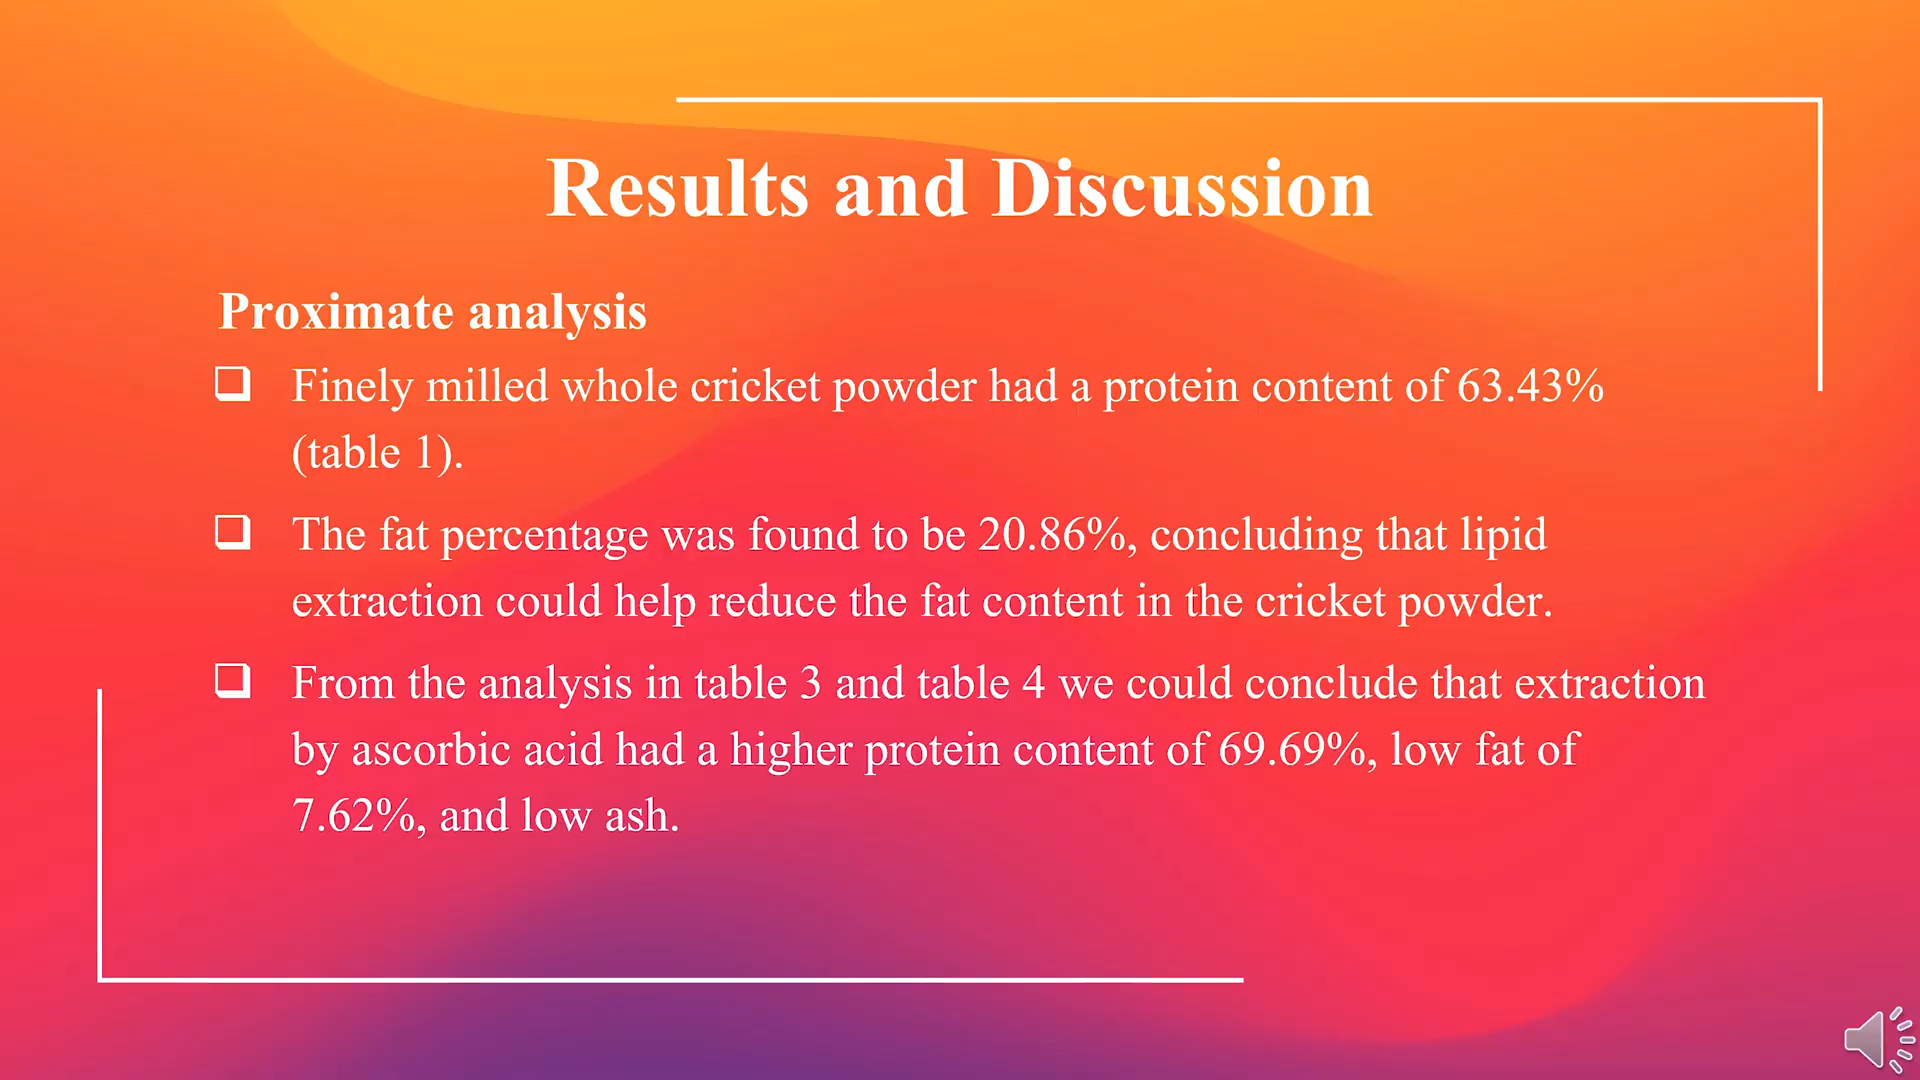 Results and Discussion
Proximate analysis
Finely milled whole cricket powder had a protein content of 63.43%
(table 1).
The fat percentage was found to be 20.86%, concluding that lipid
extraction could help reduce the fat content in the cricket powder.
From the analysis in table 3 and table 4 we could conclude that extraction
by ascorbic acid had a higher protein content of 69.69%, low fat of
7.62%, and low ash.